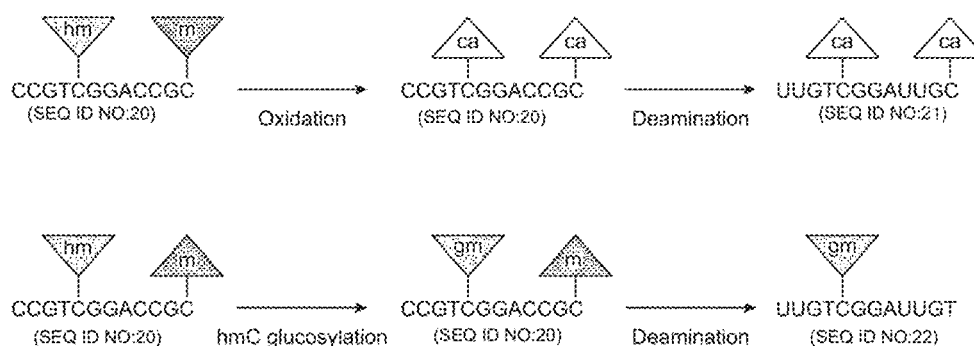 hm m ca ca ca ca
CCGTCGGACCGC CCGTCGGACCGC UUGTCGGAUUGC
(SEQ ID NO:20) Oxidation (SEQ ID NO:20) Deamination (SEQ ID NO:21)
hm m gm m gm
CCGTCGGACCGC CCGTCGGACCGC UUGTCGGAUUGT
(SEQ ID NO:20) hmC glucosylation (SEQ ID NO:20) Deamination (SEQ ID NO:22)